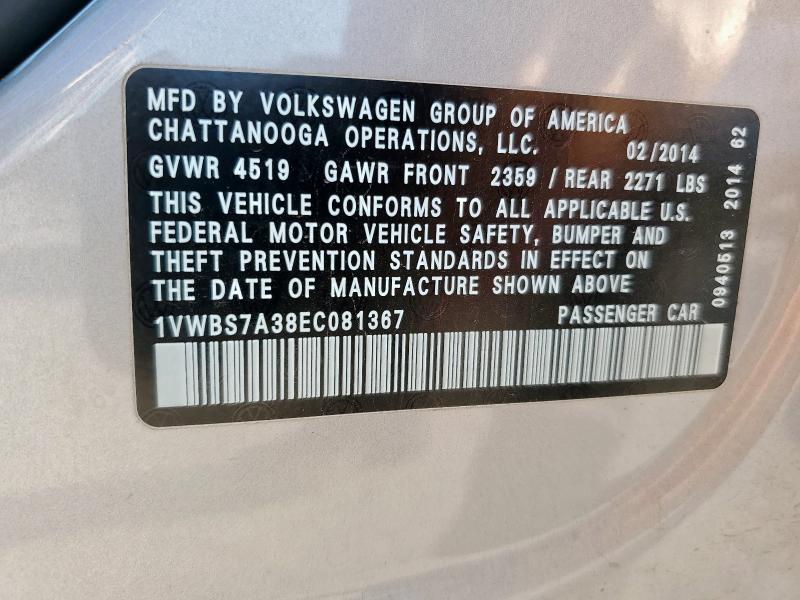 MFD BY VOLKSWAGEN GROUP OF AMERICA
CHATTANOOGA OPERATIONS, LLC. 02/2014
GVWR 4519 GAWR FRONT 2359 / REAR 2271 LBS
THIS VEHICLE CONFORMS TO ALL APPLICABLE U.S.
FEDERAL MOTOR VEHICLE SAFETY, BUMPER AND
THEFT PREVENTION STANDARDS IN EFFECT ON
THE DATE OF MANUFACTURE SHOWN ABOVE
1VWBS7A38EC081367 PASSENGER CAR
0940513 2014 62